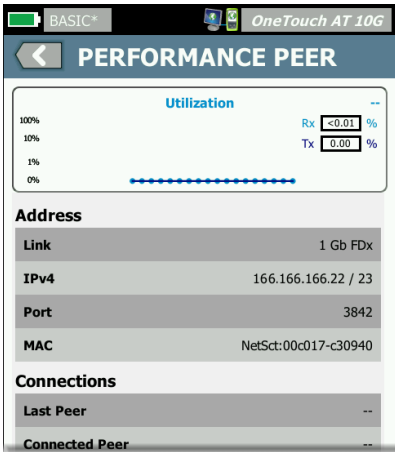 BASIC*
OneTouch AT 10G
PERFORMANCE PEER
Utilization --
100%
Rx <0.01 %
10%
Tx 0.00 %
1%
0%
Address
Link 1 Gb FDx
IPv4 166.166.166.22 / 23
Port 3842
MAC NetSct:00c017-c30940
Connections
Last Peer --
Connected Peer --